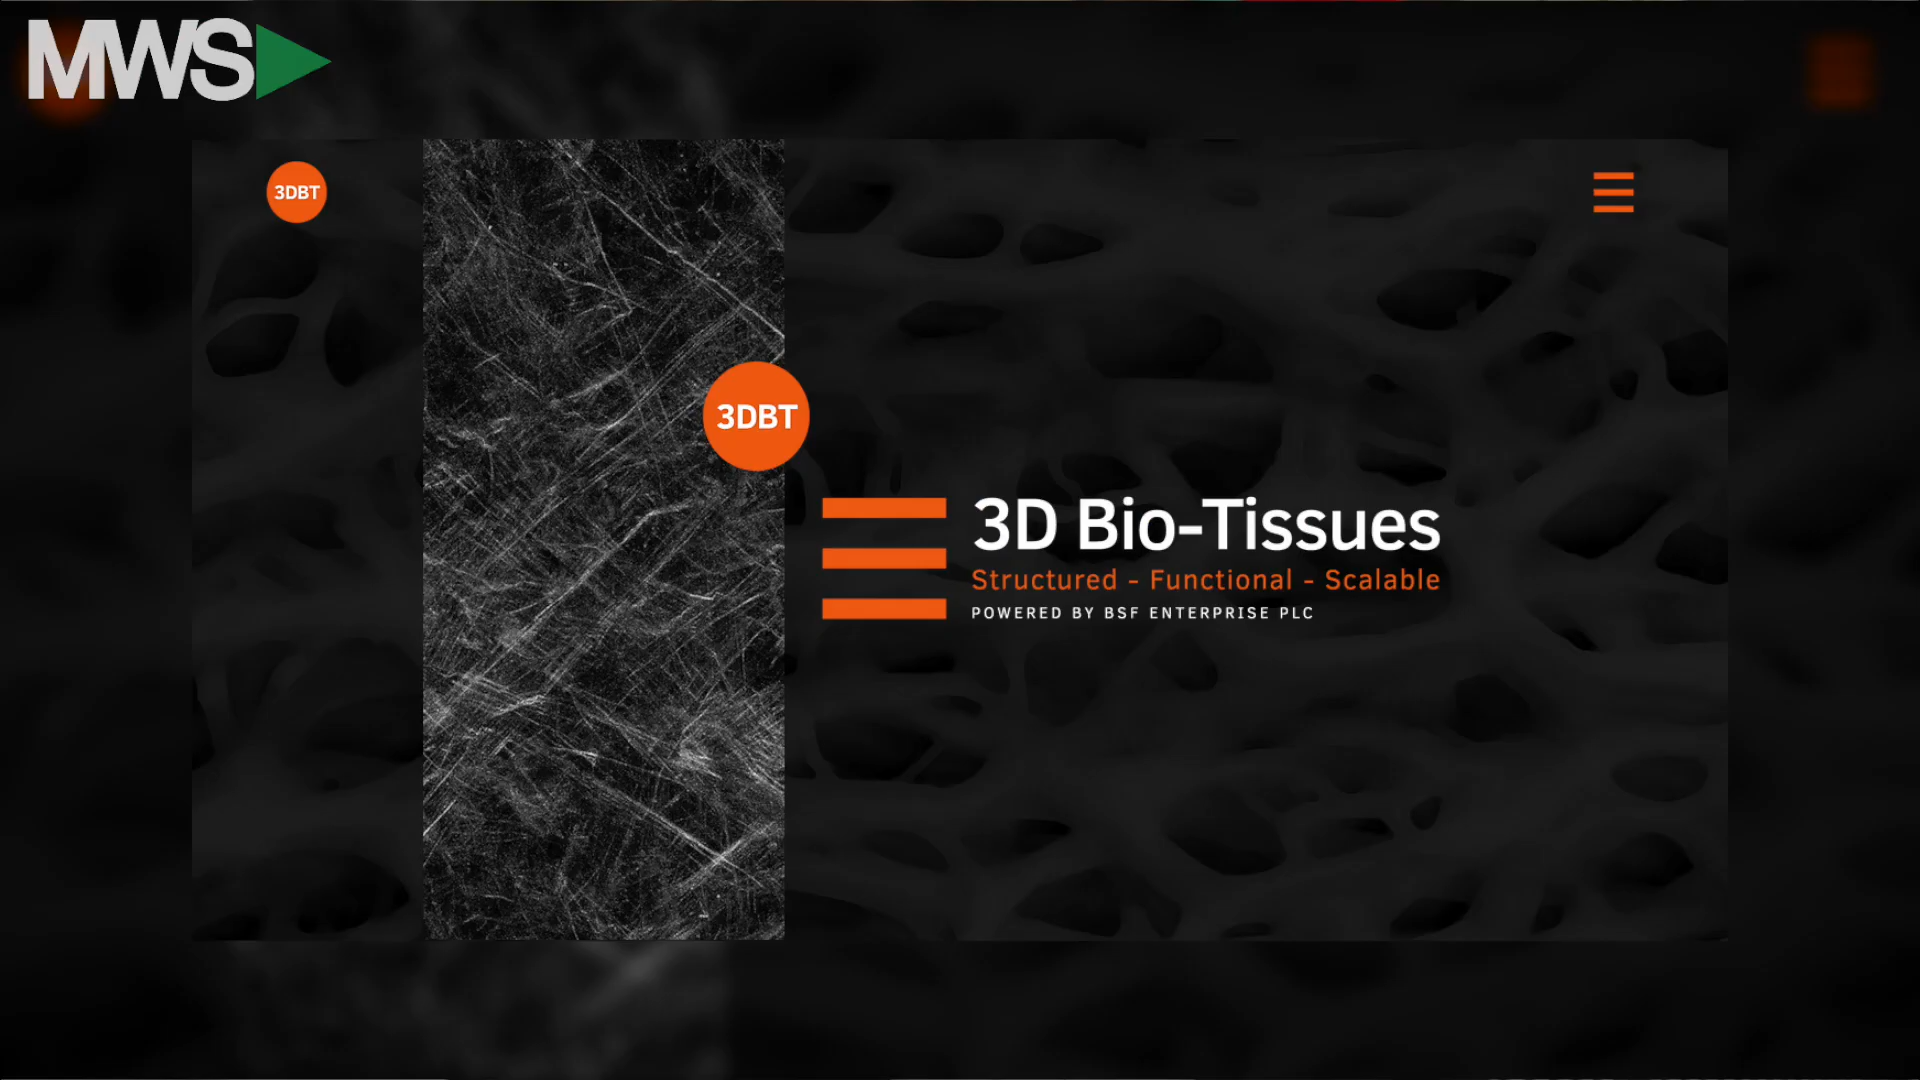 MWS
3DBT
3DBT
3D Bio-Tissues
Structured - Functional - Scalable
POWERED BY BSF ENTERPRISE PLC